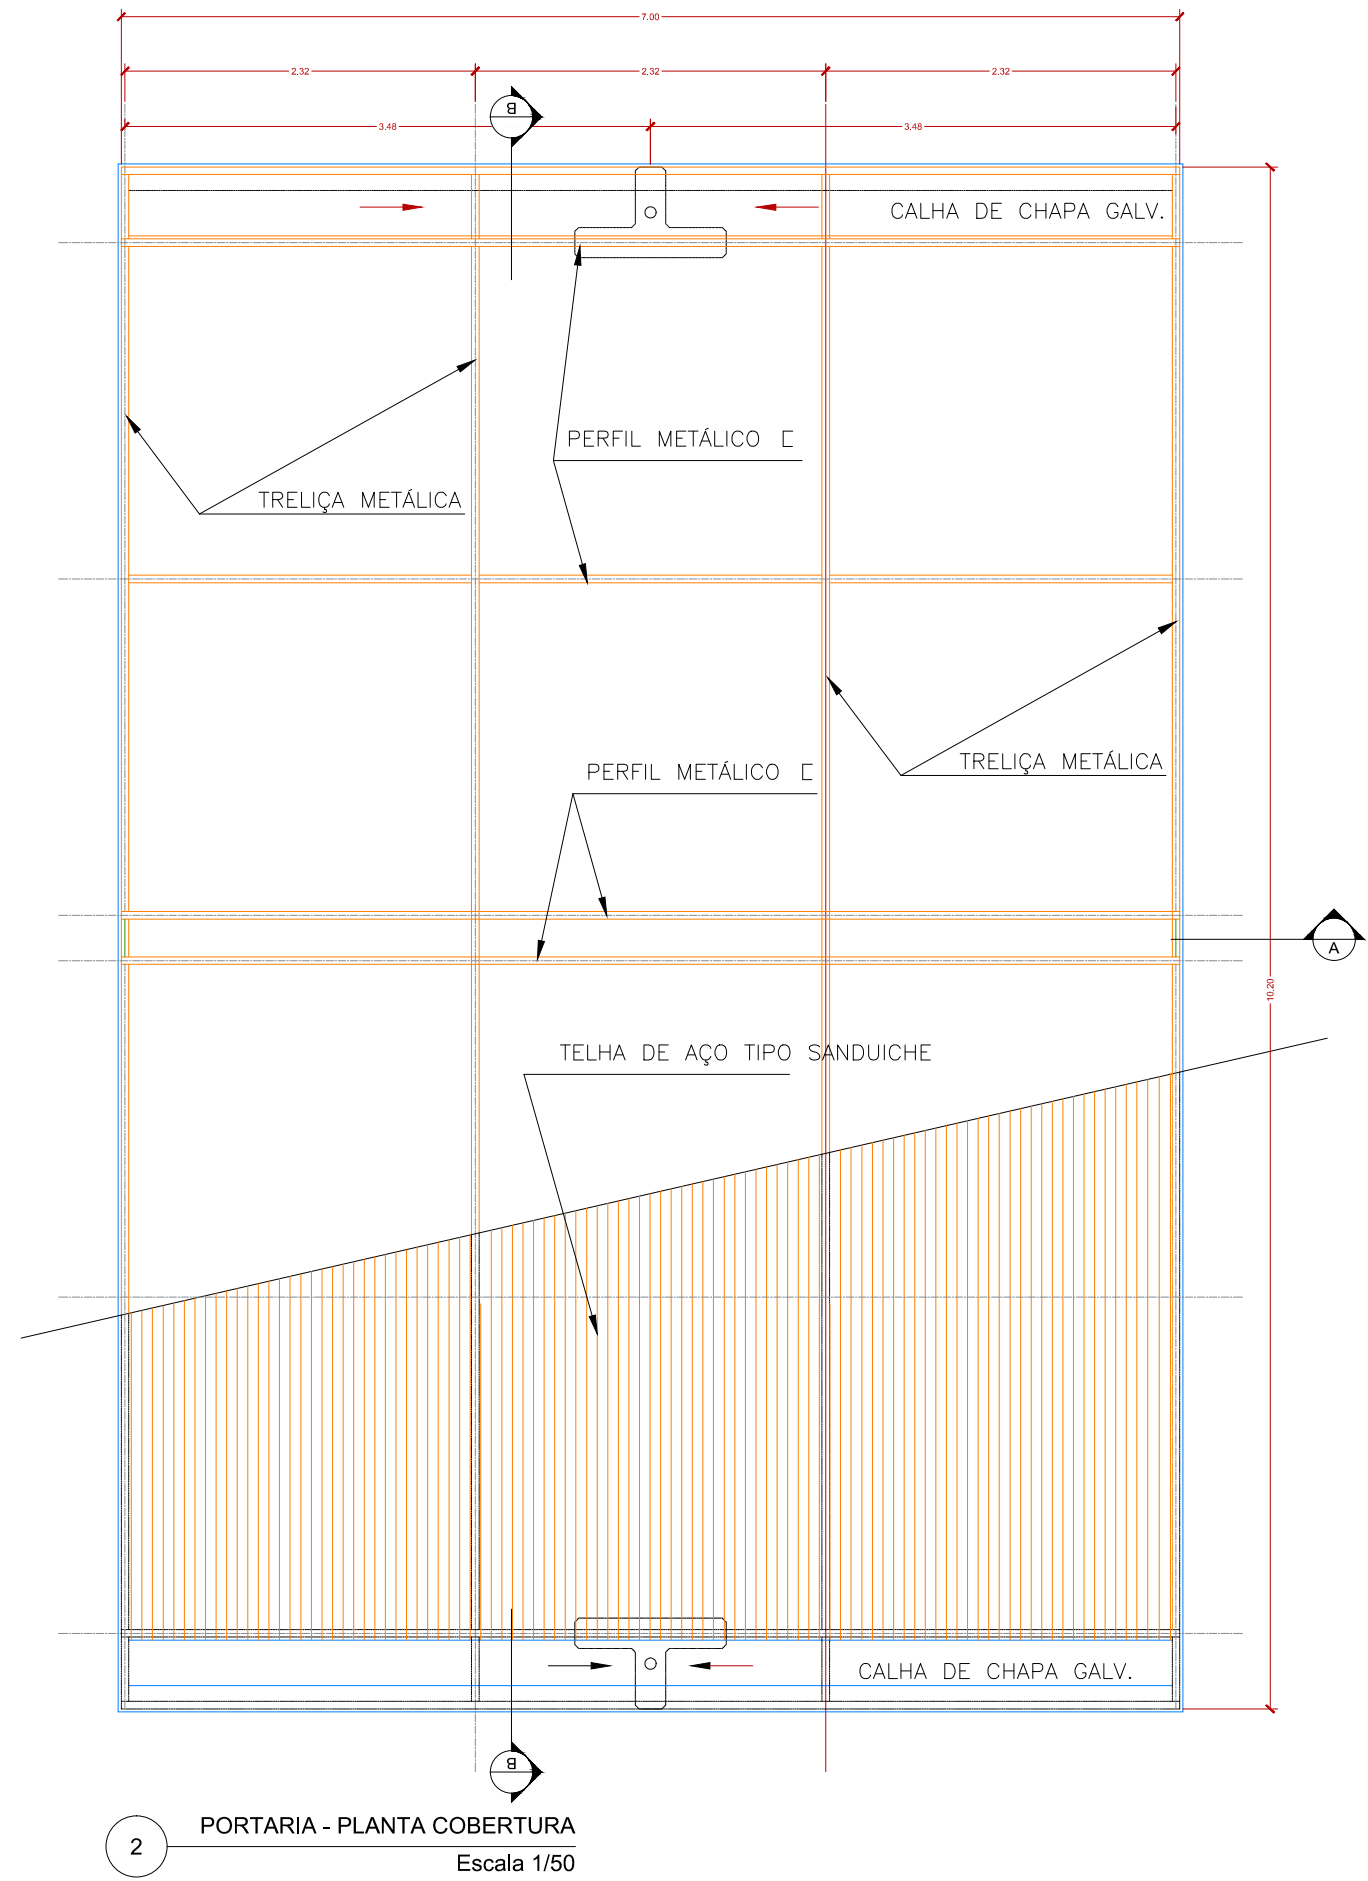 7.00
2.32
2.32
2.32
B
3.48
3.48
CALHA DE CHAPA GALV.
PERFIL METÁLICO
TRELIÇA METÁLICA
TRELIÇA METÁLICA
PERFIL METÁLICO
A
10.20
TELHA DE AÇO TIPO SANDUICHE
CALHA DE CHAPA GALV.
B
PORTARIA - PLANTA COBERTURA
2
Escala 1/50